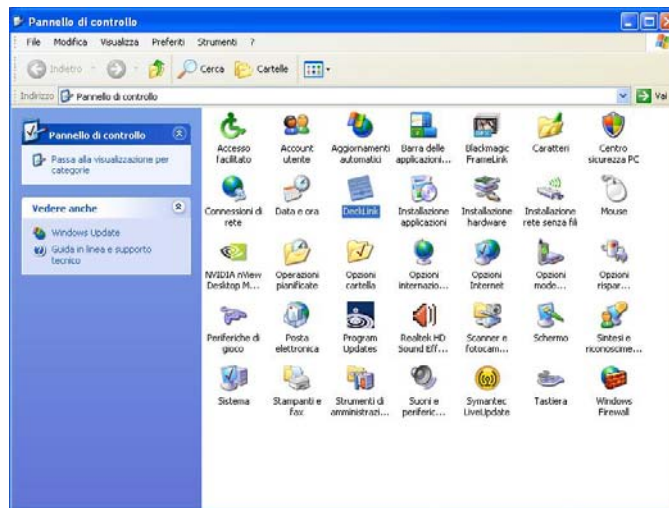 Pannello di controllo
File Modifica Visualizza Preferiti Strumenti ?
Indietro Cerca Cartelle
Indirizzo Pannello di controllo Vai
Pannello di controllo
Passa alla visualizzazione per
categorie
Vedere anche
Windows Update
Guida in linea e supporto
tecnico
Accesso
facilitato
Account
utente
Aggiornamenti
automatici
Barra delle
applicazioni...
Blackmagic
FrameLink
Caratteri
Centro
sicurezza PC
Connessioni di
rete
Data e ora
DeckLink
Installazione
applicazioni
Installazione
hardware
Installazione
rete senza fili
Mouse
NVIDIA nView
Desktop M...
Operazioni
pianificate
Opzioni
cartella
Opzioni
internazio...
Opzioni
Internet
Opzioni
mode...
Opzioni
rispar...
Periferiche di
gioco
Posta
elettronica
Program
Updates
Realtek HD
Sound Eff...
Scanner e
fotocam...
Schermo
Sintesi e
riconoscime...
Sistema
Stampanti e
fax
Strumenti di
amministrazi...
Suoni e
periferic...
Symantec
LiveUpdate
Tastiera
Windows
Firewall